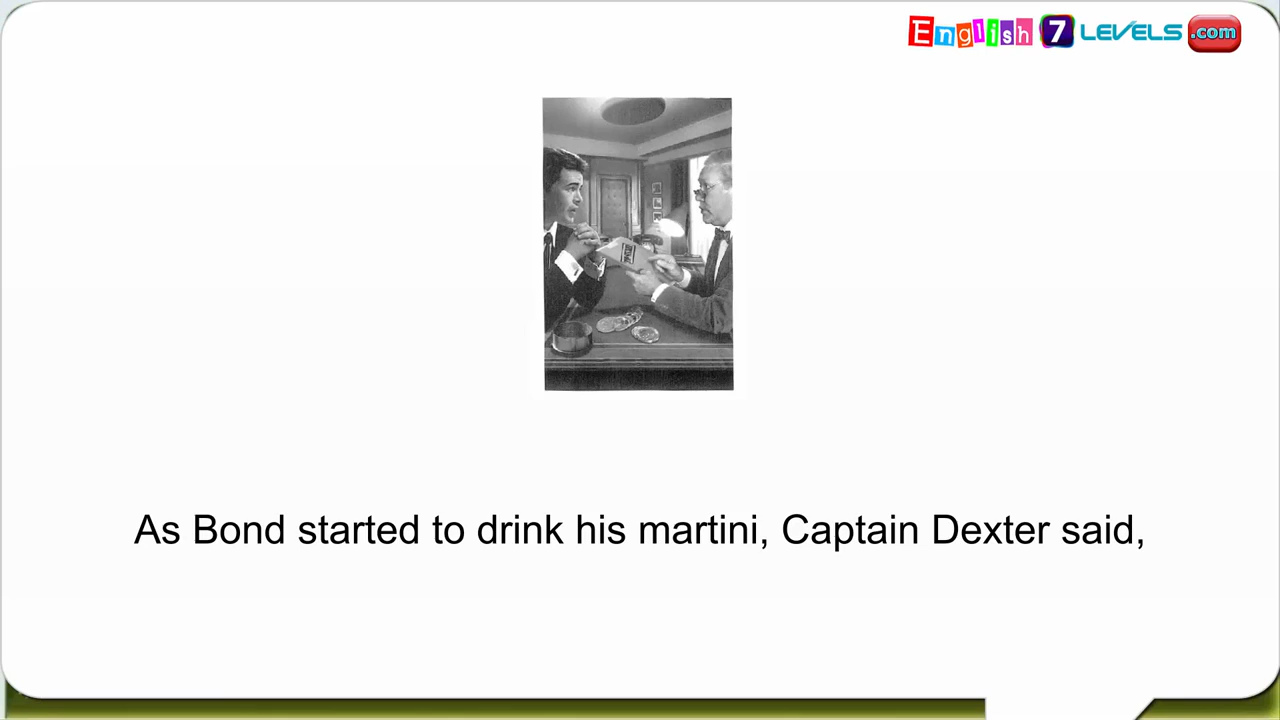 English 7 LEVELS .com
As Bond started to drink his martini, Captain Dexter said,